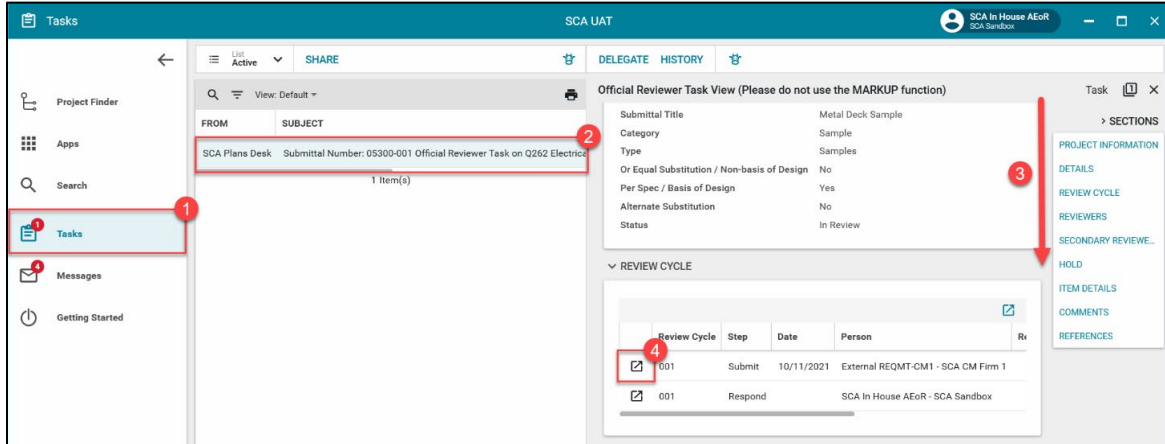 Tasks
SCA UAT
SCA In House AEoR
SCA Sandbox
Project Finder
Apps
Search
1
1
Tasks
4
Messages
Getting Started
List
Active
SHARE
View: Default
FROM SUBJECT
2
SCA Plans Desk Submittal Number: 05300-001 Official Reviewer Task on Q262 Electrica
1 Item(s)
DELEGATE HISTORY
Official Reviewer Task View (Please do not use the MARKUP function)
Task 1
Submittal Title Metal Deck Sample
Category Sample
Type Samples
Or Equal Substitution / Non-basis of Design No
Per Spec / Basis of Design Yes
Alternate Substitution No
Status In Review
3
REVIEW CYCLE
Review Cycle Step Date Person Re
4
001 Submit 10/11/2021 External REQMT-CM1 - SCA CM Firm 1
001 Respond SCA In House AEoR - SCA Sandbox
> SECTIONS
PROJECT INFORMATION
DETAILS
REVIEW CYCLE
REVIEWERS
SECONDARY REVIEWE...
HOLD
ITEM DETAILS
COMMENTS
REFERENCES